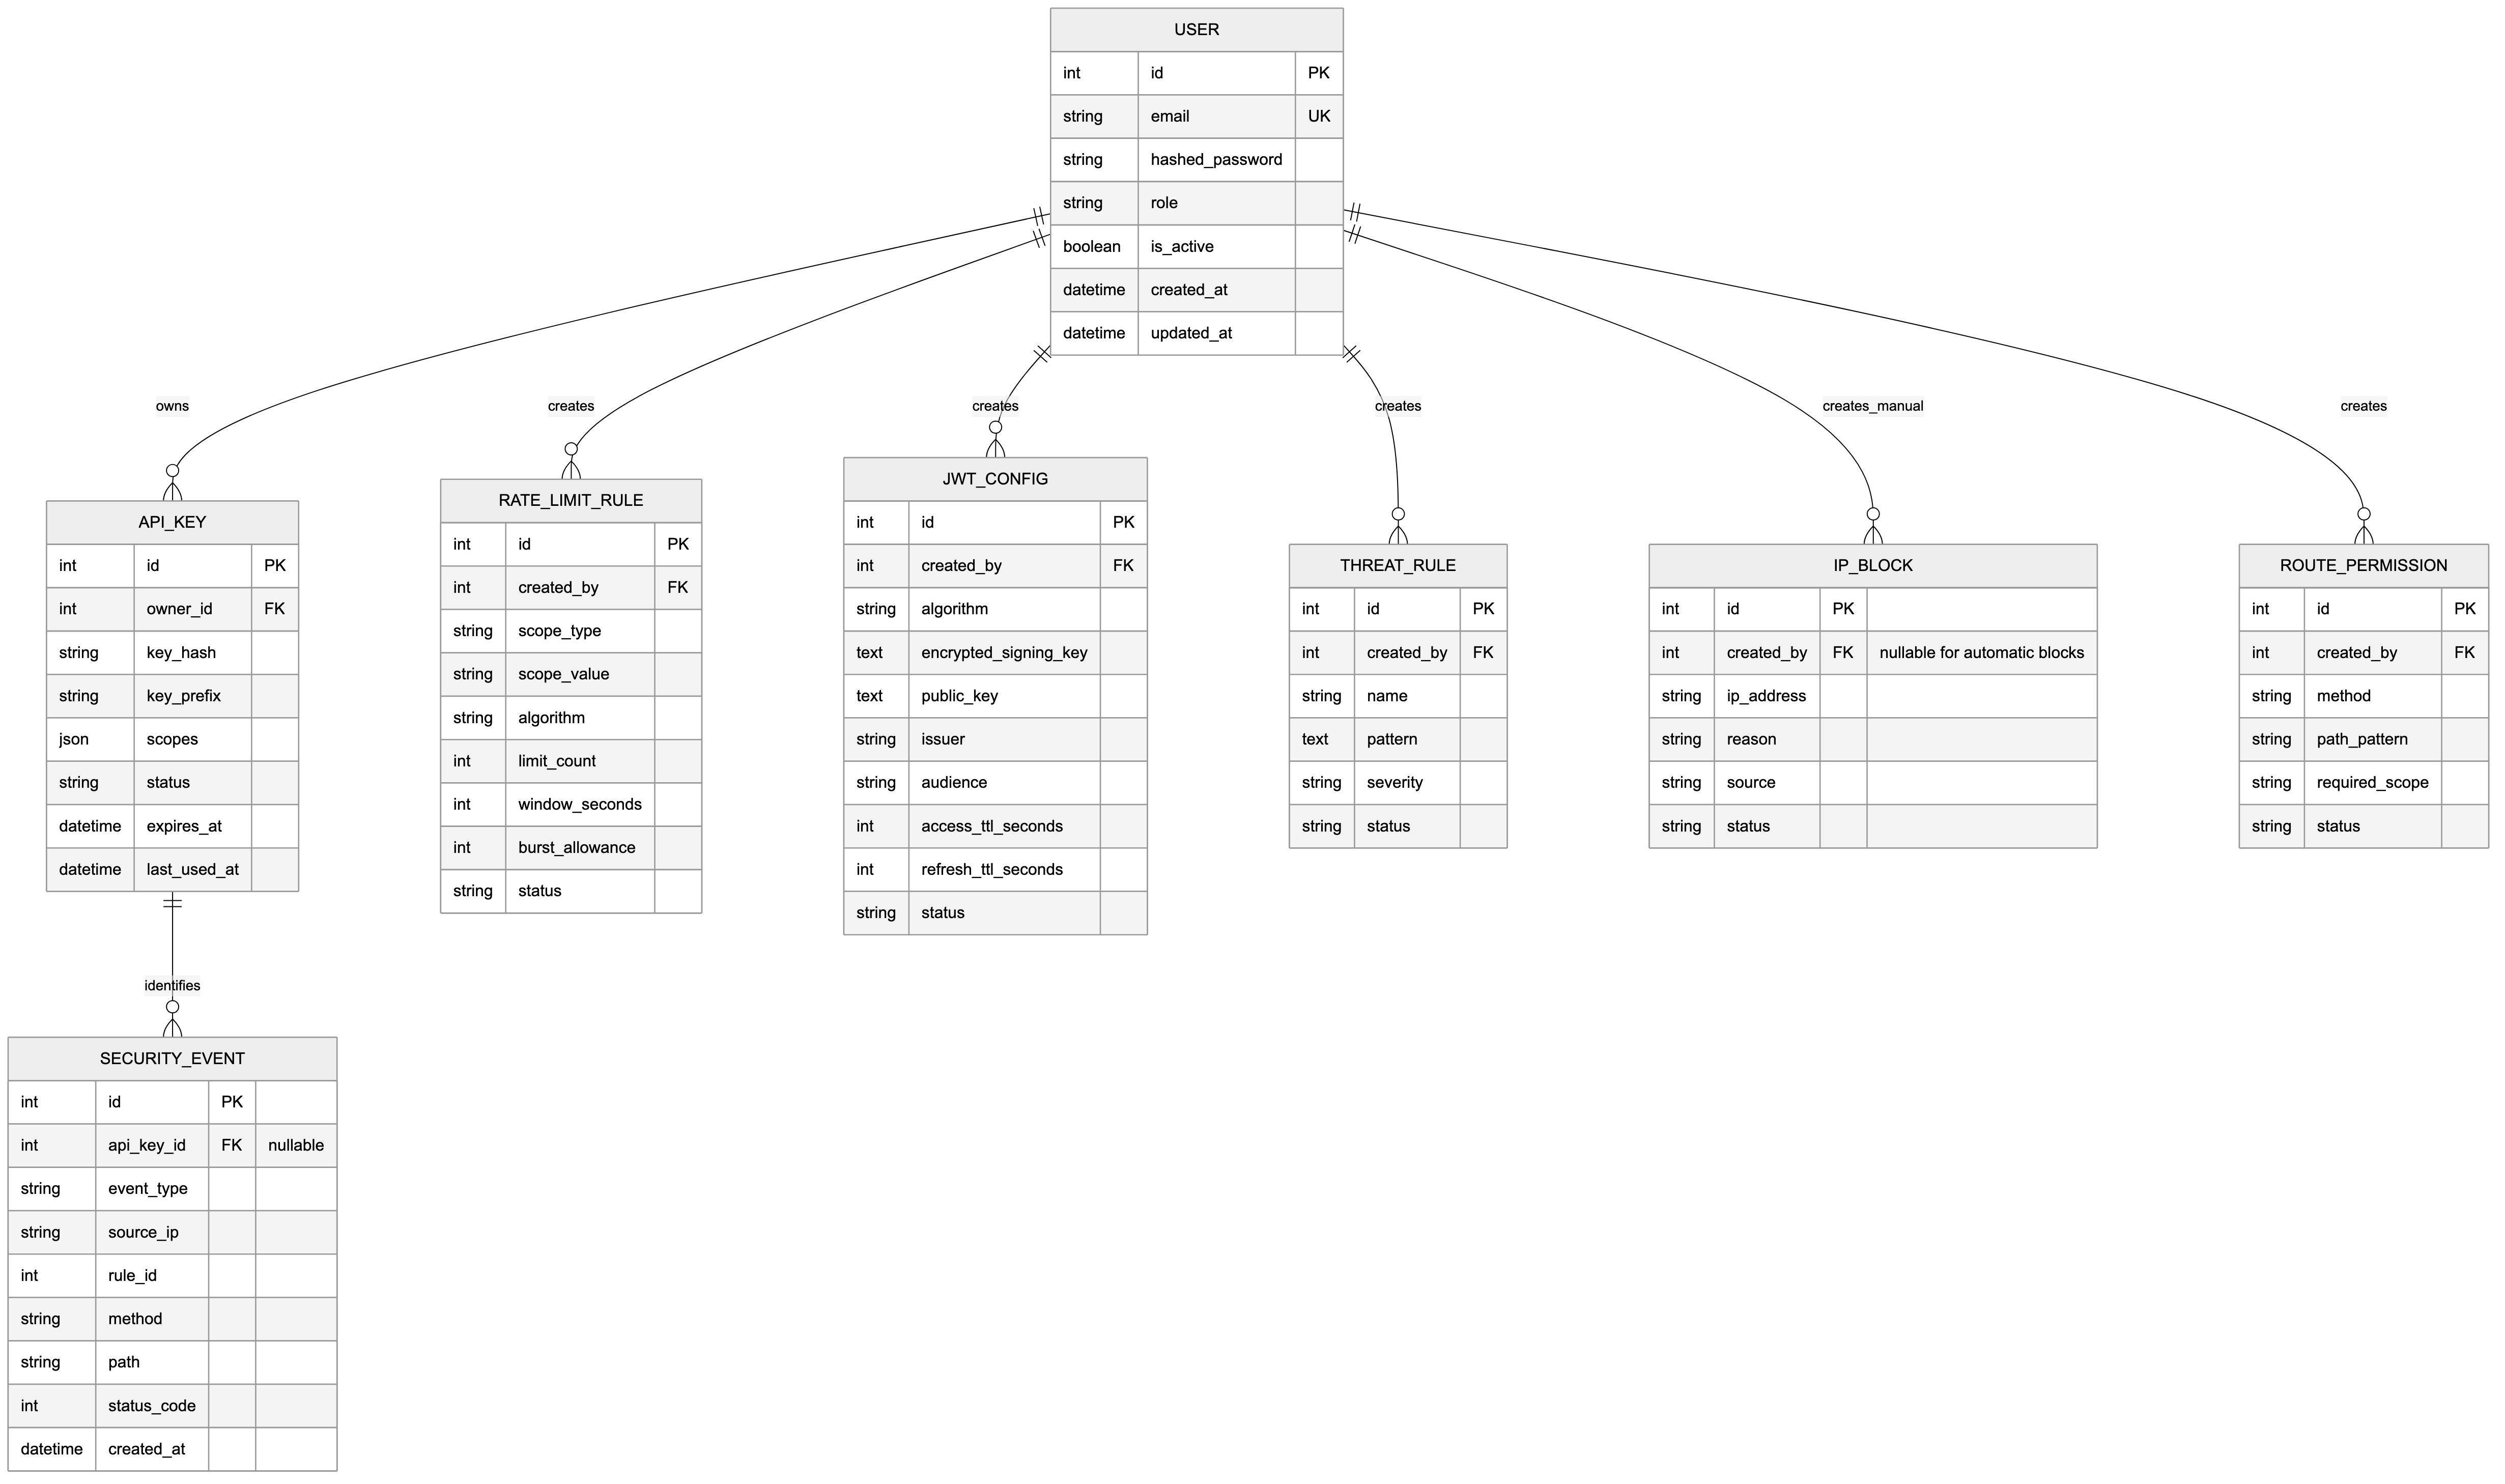 USER
int id PK
string email UK
string hashed_password
string role
boolean is_active
datetime created_at
datetime updated_at
owns
creates
creates
creates
creates_manual
creates
API_KEY
int id PK
int owner_id FK
string key_hash
string key_prefix
json scopes
string status
datetime expires_at
datetime last_used_at
RATE_LIMIT_RULE
int id PK
int created_by FK
string scope_type
string scope_value
string algorithm
int limit_count
int window_seconds
int burst_allowance
string status
JWT_CONFIG
int id PK
int created_by FK
string algorithm
text encrypted_signing_key
text public_key
string issuer
string audience
int access_ttl_seconds
int refresh_ttl_seconds
string status
THREAT_RULE
int id PK
int created_by FK
string name
text pattern
string severity
string status
IP_BLOCK
int id PK
int created_by FK nullable for automatic blocks
string ip_address
string reason
string source
string status
ROUTE_PERMISSION
int id PK
int created_by FK
string method
string path_pattern
string required_scope
string status
identifies
SECURITY_EVENT
int id PK
int api_key_id FK nullable
string event_type
string source_ip
int rule_id
string method
string path
int status_code
datetime created_at